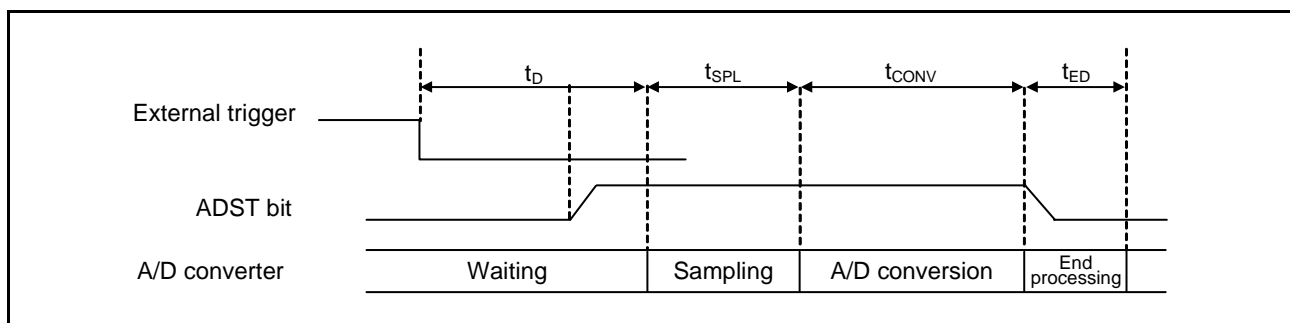 tD tSPL tCONV tED
External trigger
ADST bit
A/D converter Waiting Sampling A/D conversion End processing